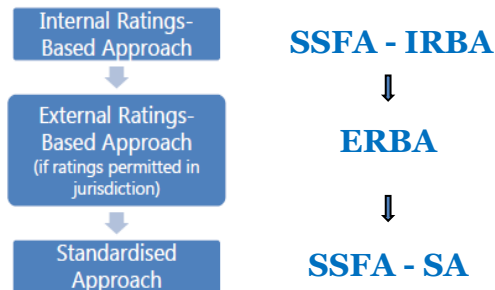 Internal Ratings-
Based Approach
SSFA - IRBA
External Ratings-
Based Approach
(if ratings permitted in
jurisdiction)
ERBA
Standardised
Approach
SSFA - SA